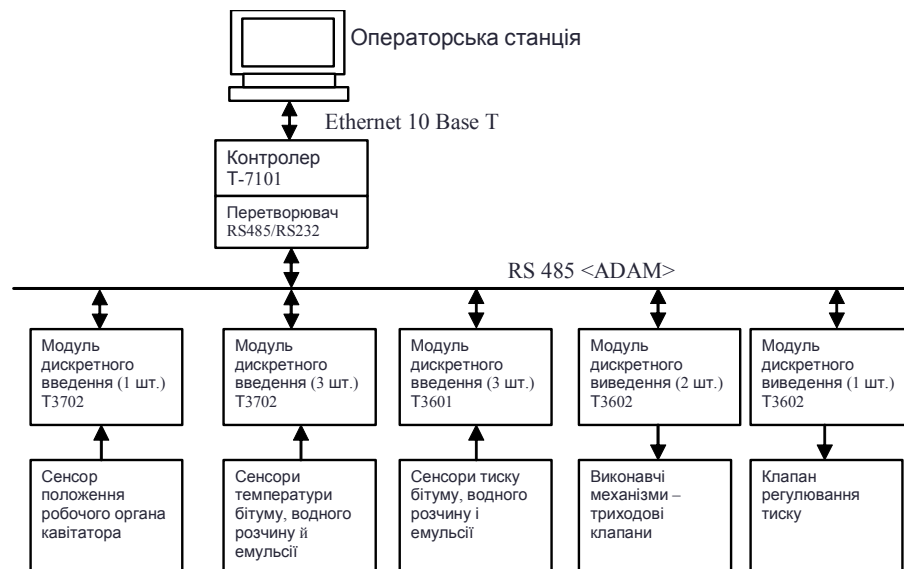 Операторська станція
Ethernet 10 Base T
Контролер
Т-7101
Перетворювач
RS485/RS232
RS 485 <ADAM>
Модуль
дискретного
введення (1 шт.)
T3702
Модуль
дискретного
введення (3 шт.)
T3702
Модуль
дискретного
введення (3 шт.)
T3601
Модуль
дискретного
виведення (2 шт.)
T3602
Модуль
дискретного
виведення (1 шт.)
T3602
Сенсор
положення
робочого органа
кавітатора
Сенсори
температури
бітуму, водного
розчину й
емульсії
Сенсори тиску
бітуму, водного
розчину і
емульсії
Виконавчі
механізми –
триходові
клапани
Клапан
регулювання
тиску